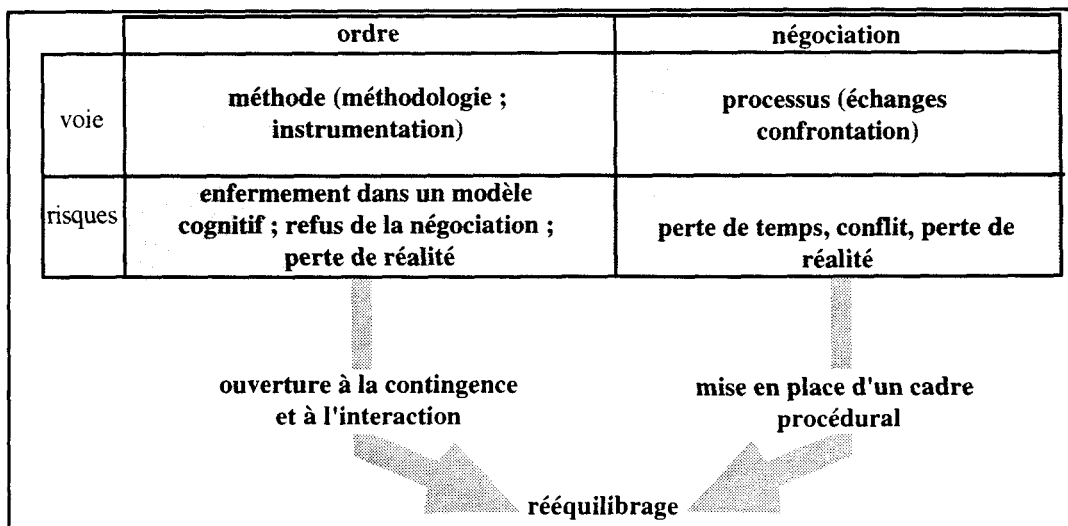 ordre
négociation
voie
méthode (méthodologie ;
instrumentation)
processus (échanges
confrontation)
risques
enfermement dans un modèle
cognitif ; refus de la négociation ;
perte de réalité
perte de temps, conflit, perte de
réalité
ouverture à la contingence
et à l'interaction
mise en place d'un cadre
procédural
rééquilibrage